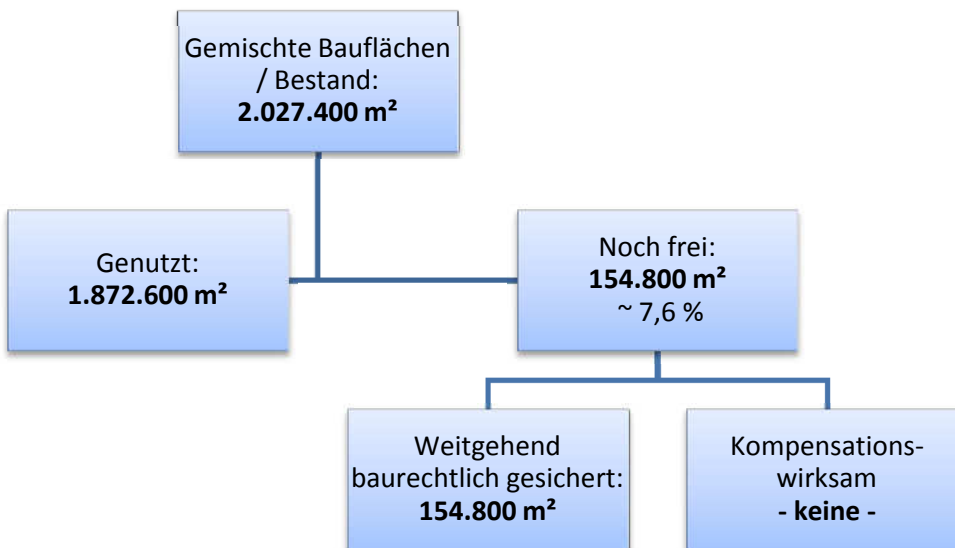 Gemischte Bauflächen
/ Bestand:
2.027.400 m²
Genutzt:
1.872.600 m²
Noch frei:
154.800 m²
~ 7,6 %
Weitgehend
baurechtlich gesichert:
154.800 m²
Kompensations-
wirksam
- keine -